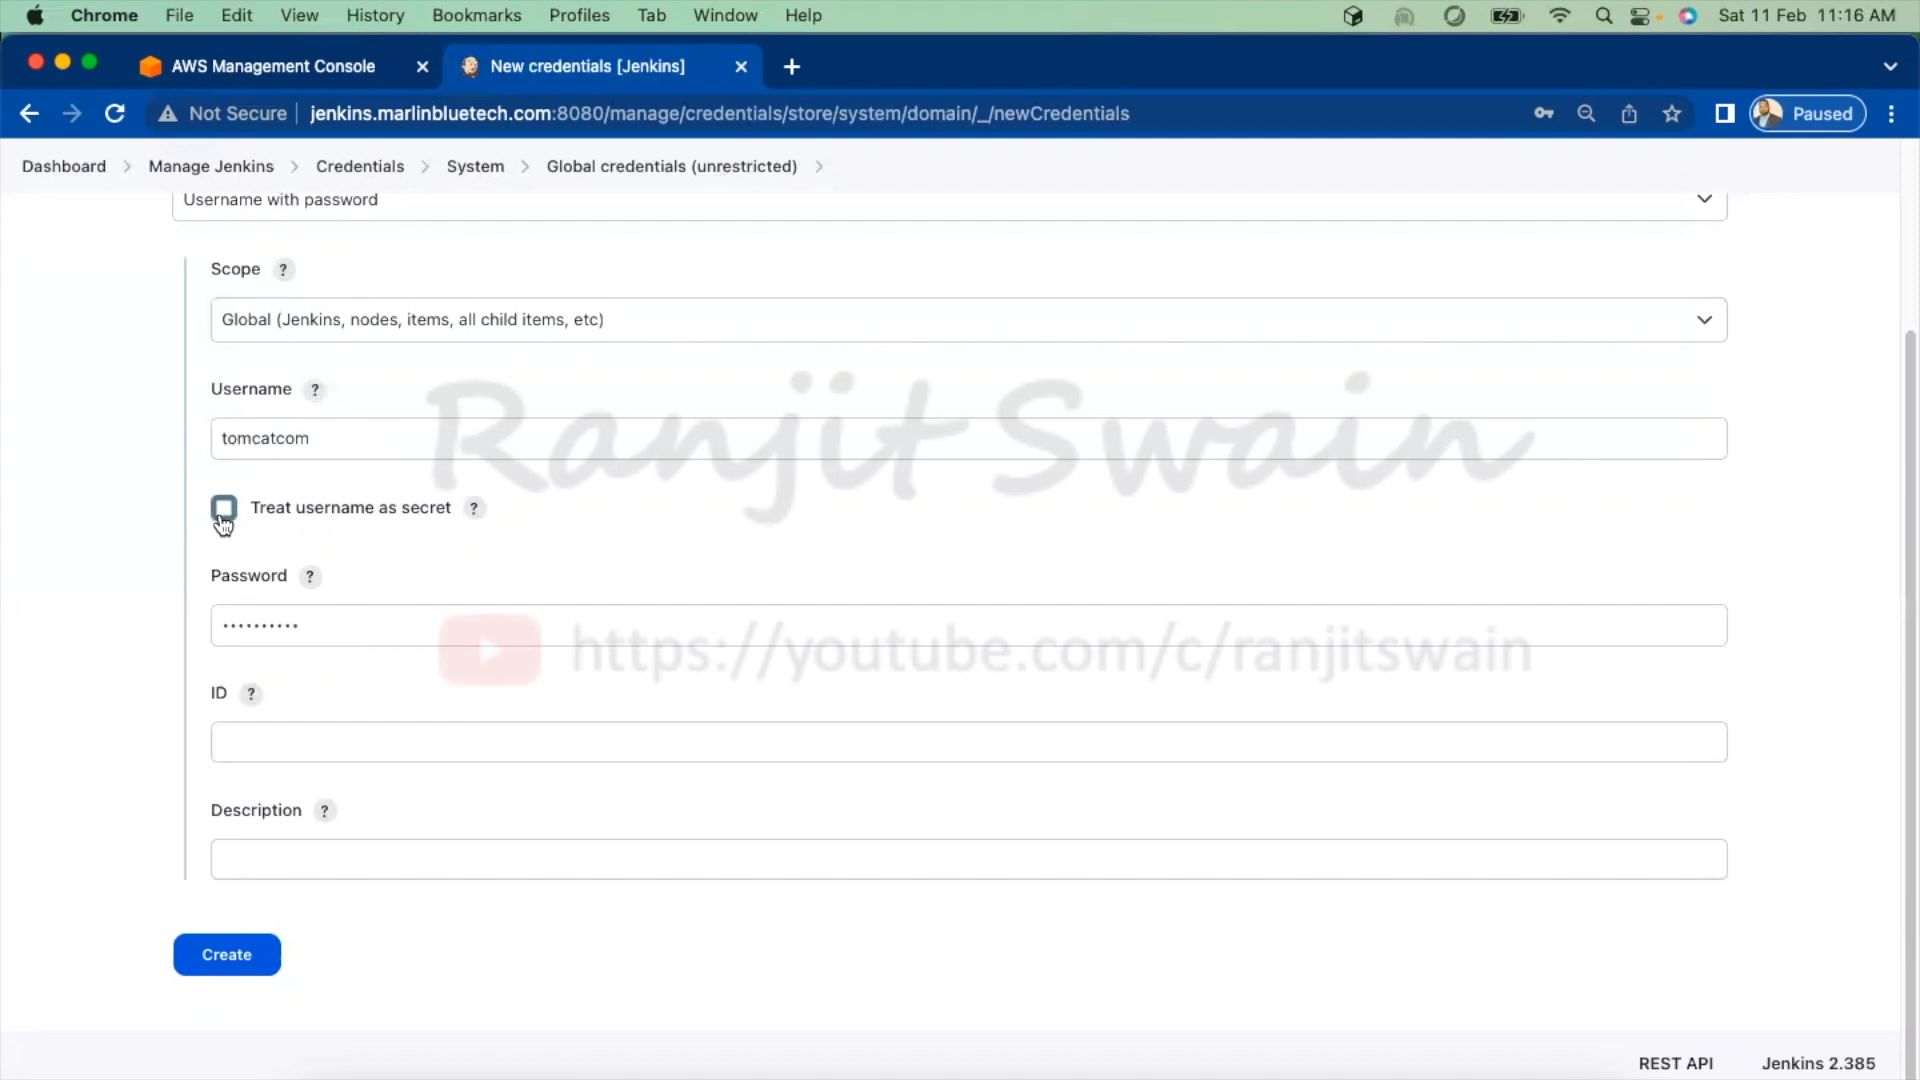 Chrome File Edit View History Bookmarks Profiles Tab Window Help Sat 11 Feb 11:16 AM
AWS Management Console New credentials [Jenkins]
Not Secure jenkins.marlinbluetech.com:8080/manage/credentials/store/system/domain/_/newCredentials Paused
Dashboard Manage Jenkins Credentials System Global credentials (unrestricted)
Username with password
Scope ?
Global (Jenkins, nodes, items, all child items, etc)
Username ?
tomcatcom
Ranjit Swain
Treat username as secret ?
Password ?
••••••••••
https://youtube.com/c/ranjitswain
ID ?
Description ?
Create
REST API Jenkins 2.385